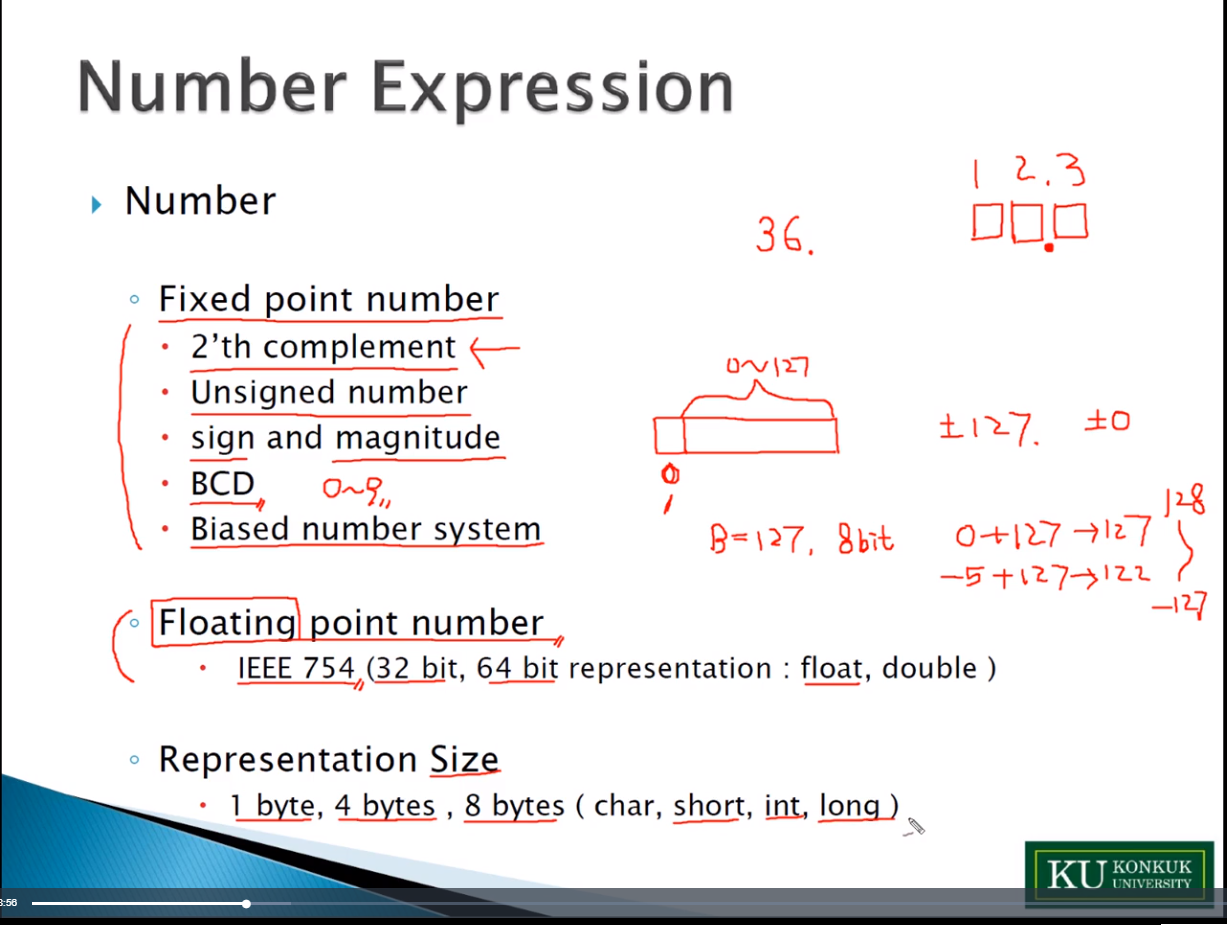 Number Expression
1 2.3
Number
36.
Fixed point number
2'th complement
0~127
Unsigned number
sign and magnitude
±127. ±0
BCD 0~9
0
1
Biased number system
B=127, 8bit
0+127→127
-5+127→122
128
-127
Floating point number
IEEE 754 (32 bit, 64 bit representation : float, double )
Representation Size
1 byte, 4 bytes , 8 bytes ( char, short, int, long )
KU KONKUK
UNIVERSITY
3:56